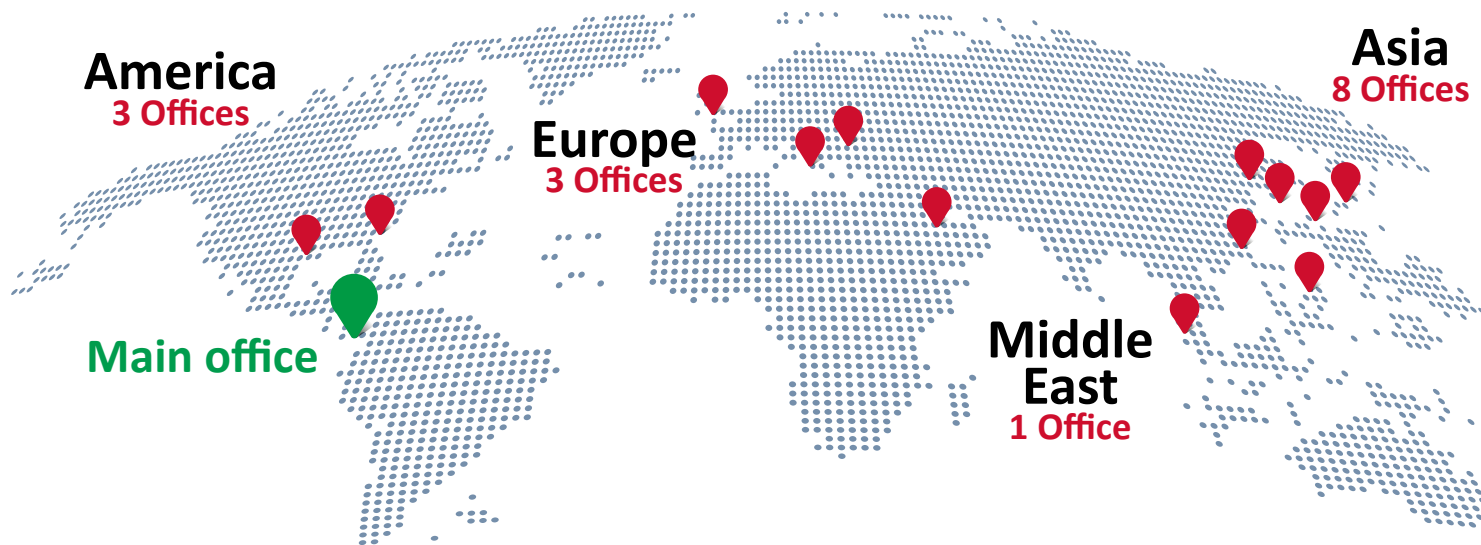 America
3 Offices
Main office
Europe
3 Offices
Middle
East
1 Office
Asia
8 Offices